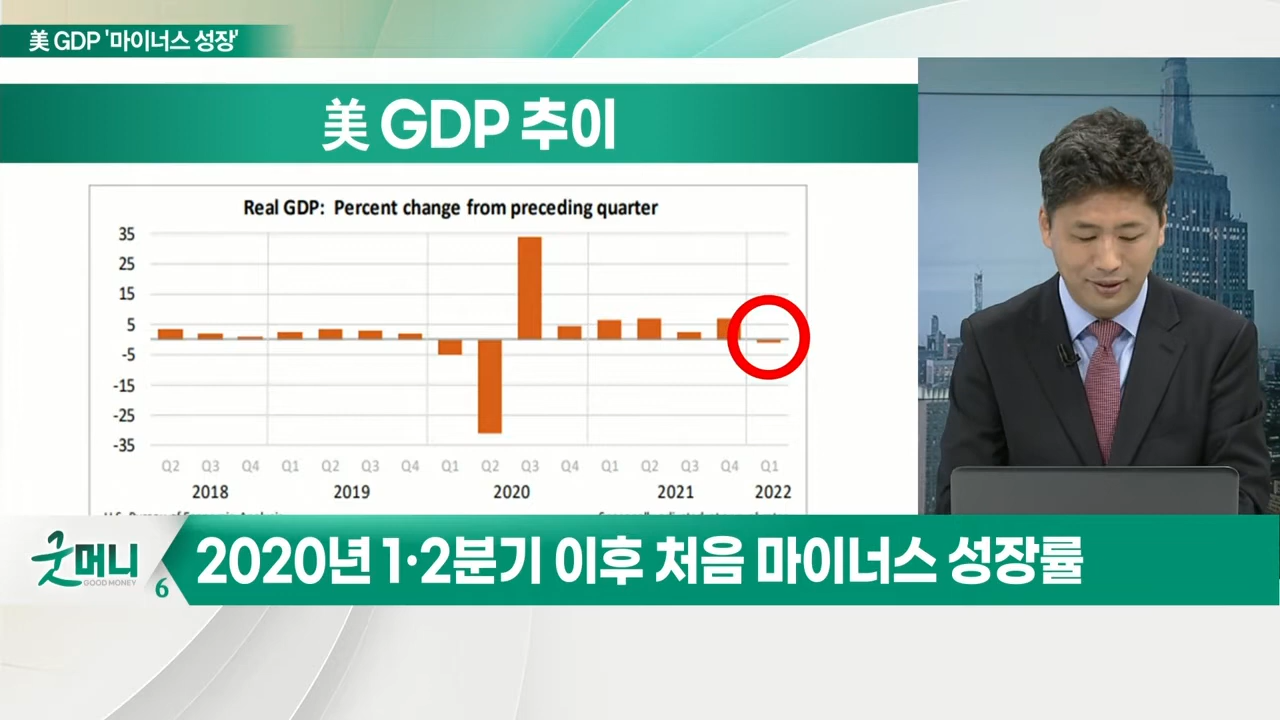 美 GDP '마이너스 성장'
美 GDP 추이
Real GDP: Percent change from preceding quarter
35
25
15
5
-5
-15
-25
-35
Q2 Q3 Q4 Q1 Q2 Q3 Q4 Q1 Q2 Q3 Q4 Q1 Q2 Q3 Q4 Q1
2018 2019 2020 2021 2022
굿머니
GOOD MONEY
6
2020년 1·2분기 이후 처음 마이너스 성장률